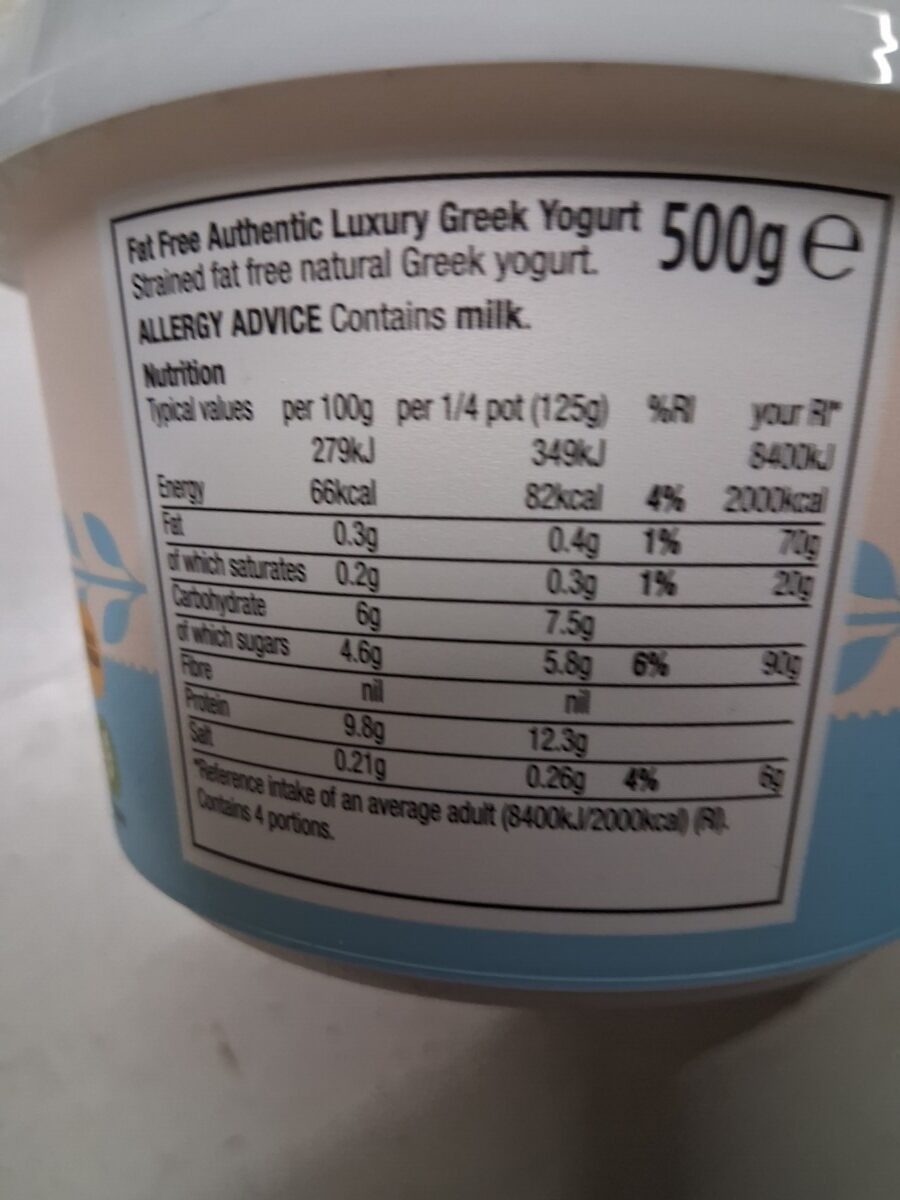 Fat Free Authentic Luxury Greek Yogurt 500g e
Strained fat free natural Greek yogurt.
ALLERGY ADVICE Contains milk.
Nutrition
Typical values per 100g per 1/4 pot (125g) %RI your RI*
279kJ 349kJ 8400kJ
Energy 66kcal 82kcal 4% 2000kcal
Fat 0.3g 0.4g 1% 70g
of which saturates 0.2g 0.3g 1% 20g
Carbohydrate 6g 7.5g
of which sugars 4.6g 5.8g 6% 90g
Fibre nil nil
Protein 9.8g 12.3g
Salt 0.21g 0.26g 4% 6g
*Reference intake of an average adult (8400kJ/2000kcal) (RI).
Contains 4 portions.